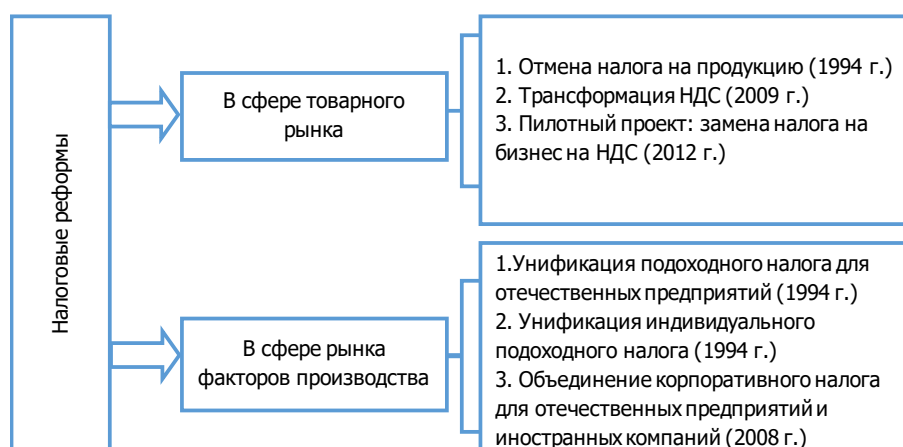 Налоговые реформы
В сфере товарного
рынка
1. Отмена налога на продукцию (1994 г.)
2. Трансформация НДС (2009 г.)
3. Пилотный проект: замена налога на
бизнес на НДС (2012 г.)
В сфере рынка
факторов производства
1.Унификация подоходного налога для
отечественных предприятий (1994 г.)
2. Унификация индивидуального
подоходного налога (1994 г.)
3. Объединение корпоративного налога
для отечественных предприятий и
иностранных компаний (2008 г.)